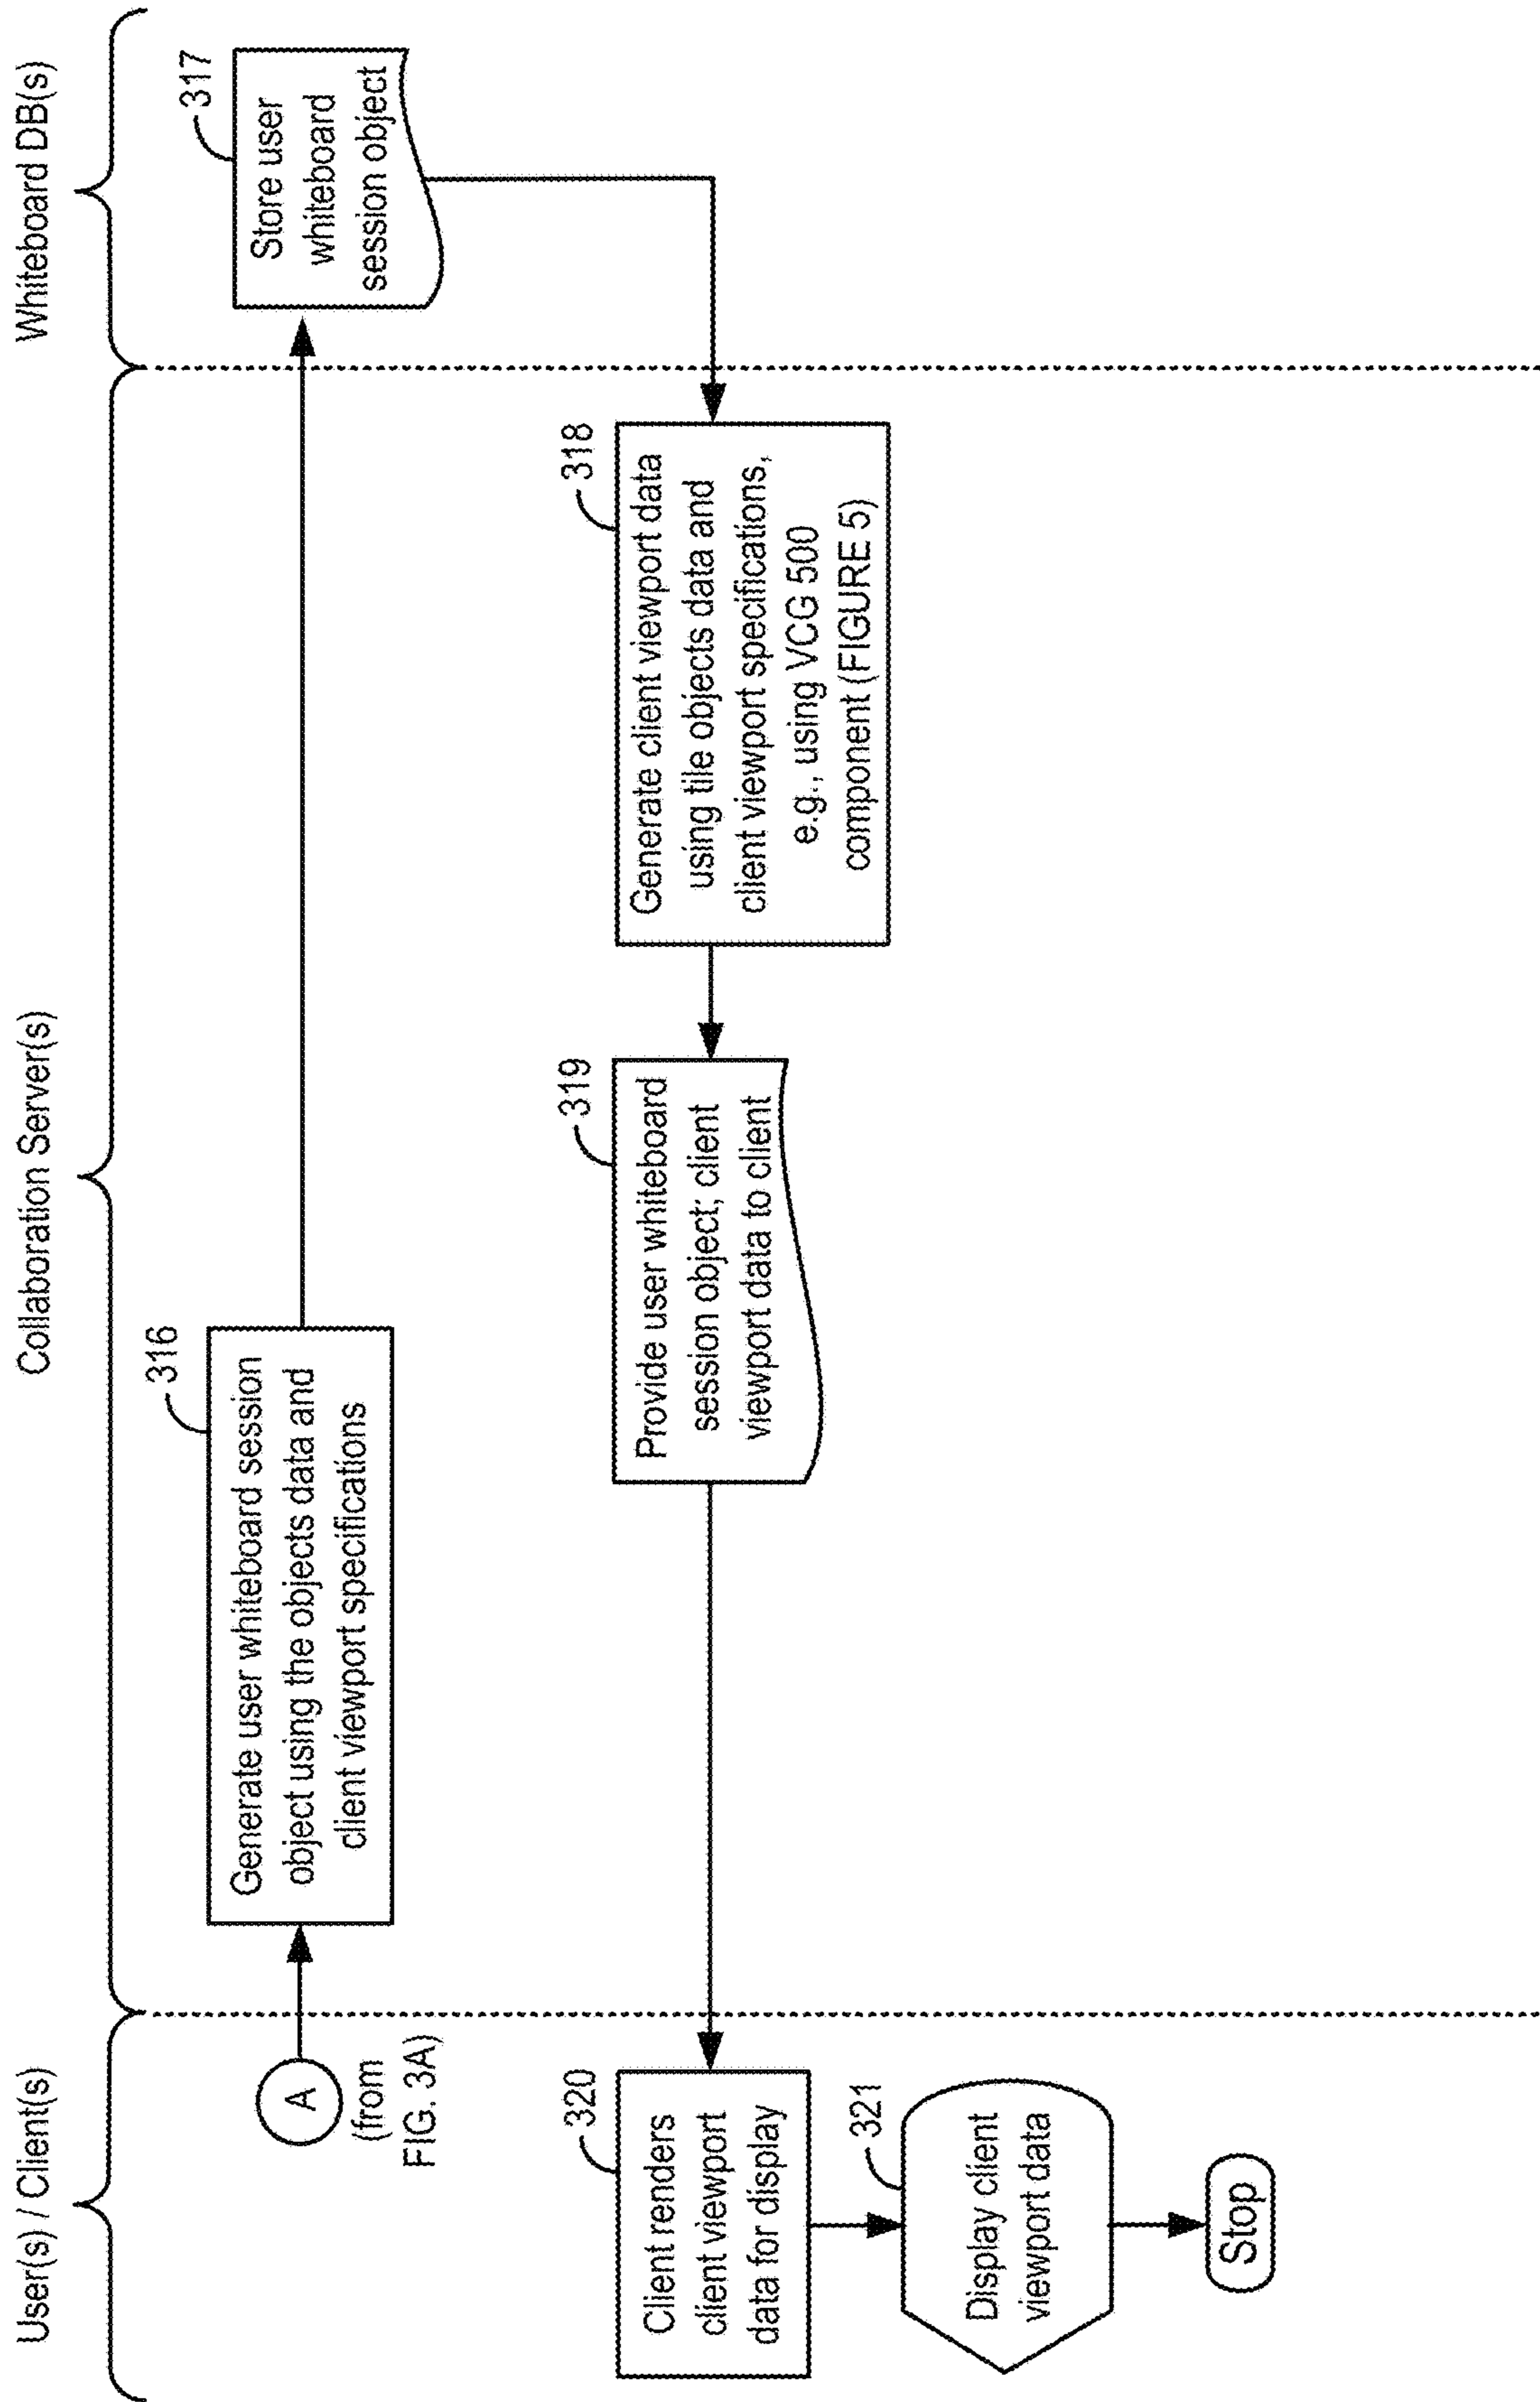 User(s) / Client(s)
Collaboration Server(s)
Whiteboard DB(s)
A
(from
FIG. 3A)
316
Generate user whiteboard session
object using the objects data and
client viewport specifications
317
Store user
whiteboard
session object
318
Generate client viewport data
using tile objects data and
client viewport specifications,
e.g., using VCG 500
component (FIGURE 5)
319
Provide user whiteboard
session object; client
viewport data to client
320
Client renders
client viewport
data for display
321
Display client
viewport data
Stop